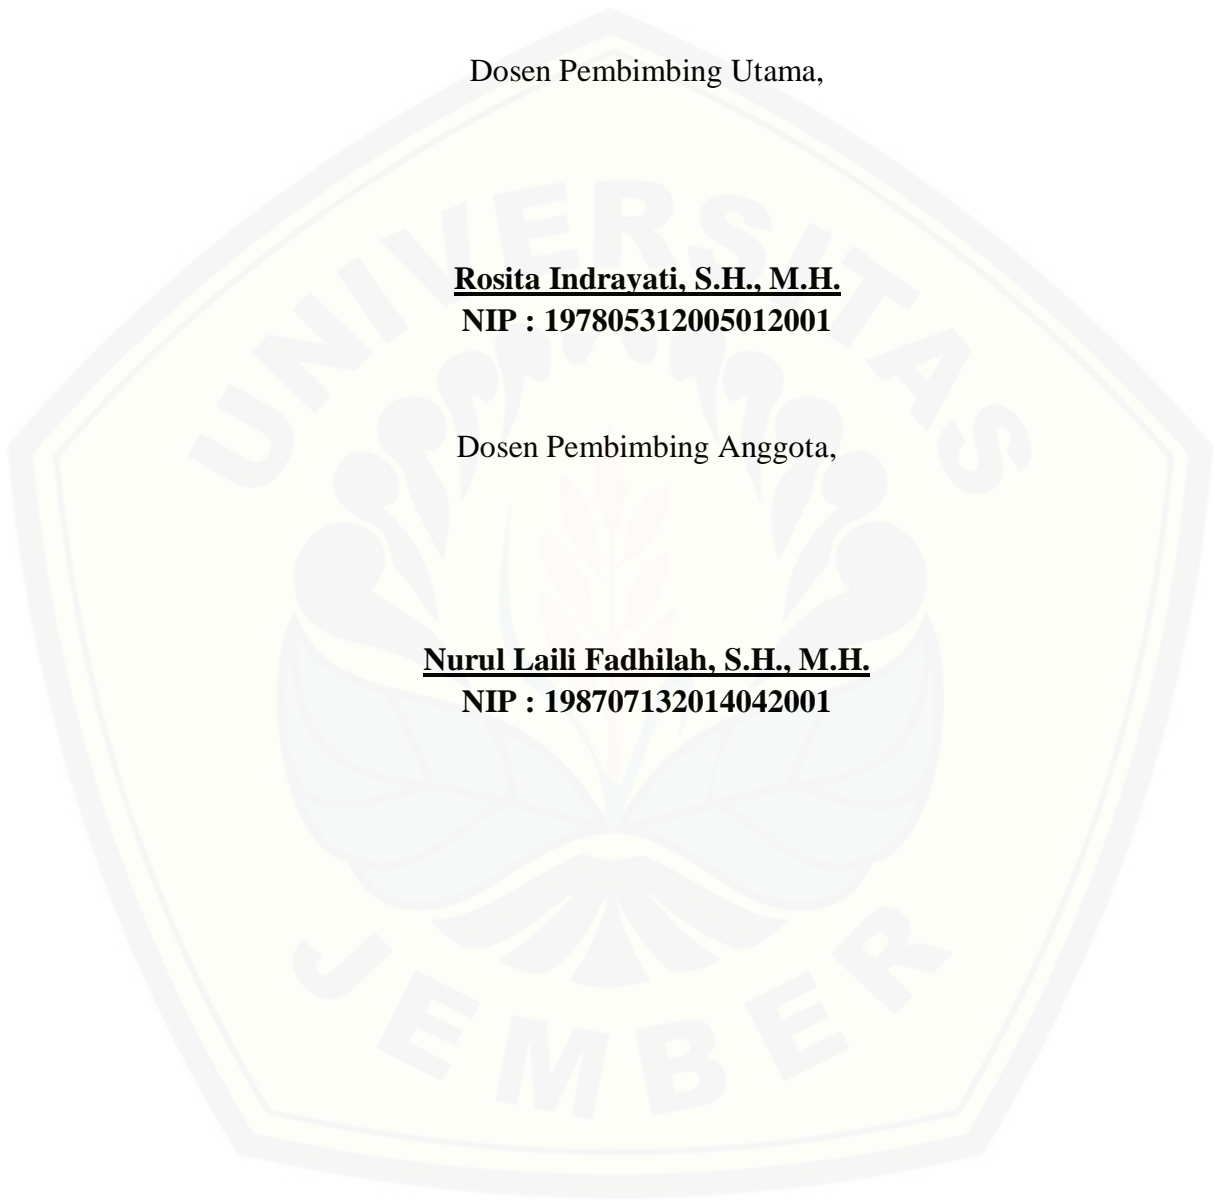 Dosen Pembimbing Utama,
UNIVERSITAS
Rosita Indrayati, S.H., M.H.
NIP : 197805312005012001
Dosen Pembimbing Anggota,
Nurul Laili Fadhilah, S.H., M.H.
NIP : 198707132014042001
JEMBER